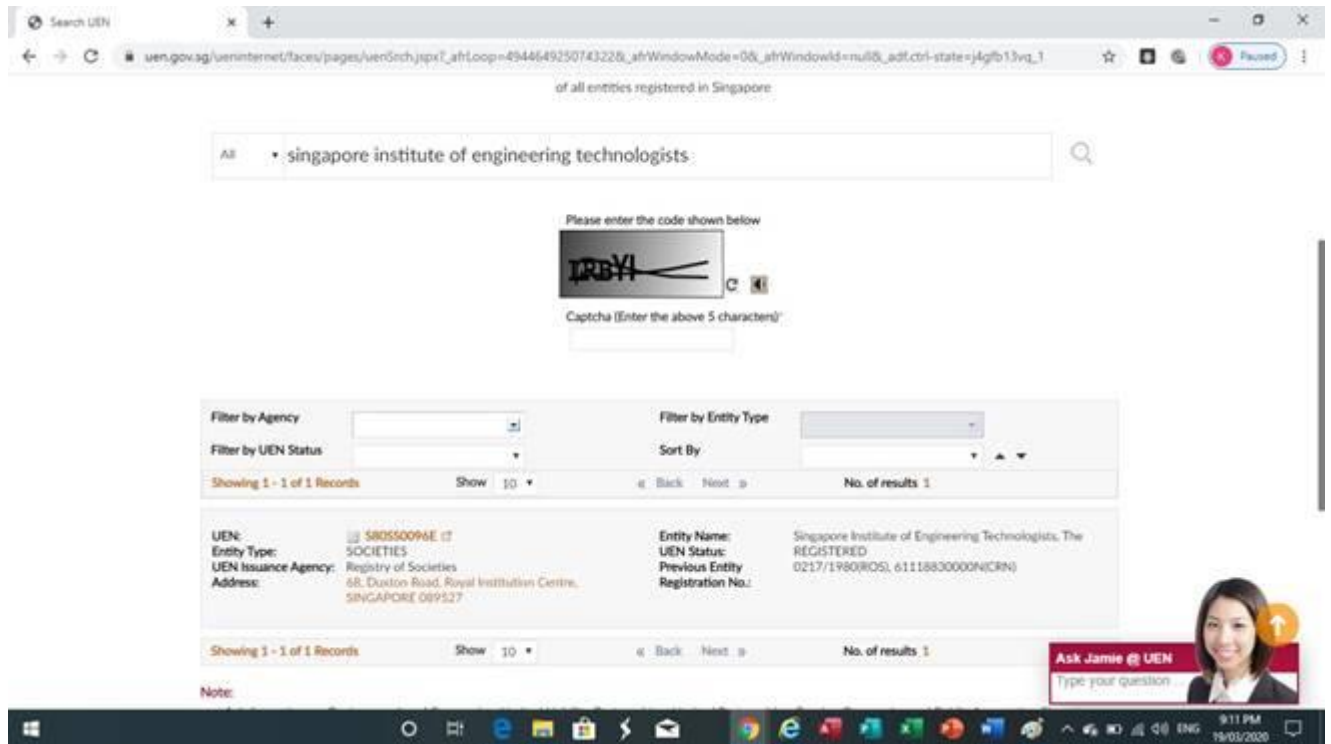 Search UEN
uen.gov.sg/ueninternet/faces/pages/uenSrch.jspx?_afrLoop=494464925074322&_afrWindowMode=0&_afrWindowId=null&_adf.ctrl-state=j4gfb13vq_1
Paused
of all entities registered in Singapore
All singapore institute of engineering technologists
Please enter the code shown below
Captcha (Enter the above 5 characters)*
Filter by Agency Filter by Entity Type
Filter by UEN Status Sort By
Showing 1 - 1 of 1 Records Show 10 « Back Next » No. of results 1
UEN: S80SS0096E Entity Name: Singapore Institute of Engineering Technologists, The
Entity Type: SOCIETIES UEN Status: REGISTERED
UEN Issuance Agency: Registry of Societies Previous Entity 0217/1980(ROS), 61118830000N(CRN)
Address: 68, Duxton Road, Royal Institution Centre, Registration No.:
SINGAPORE 089527
Showing 1 - 1 of 1 Records Show 10 « Back Next » No. of results 1
Ask Jamie @ UEN
Type your question
Note:
ENG
9:11 PM
19/03/2020